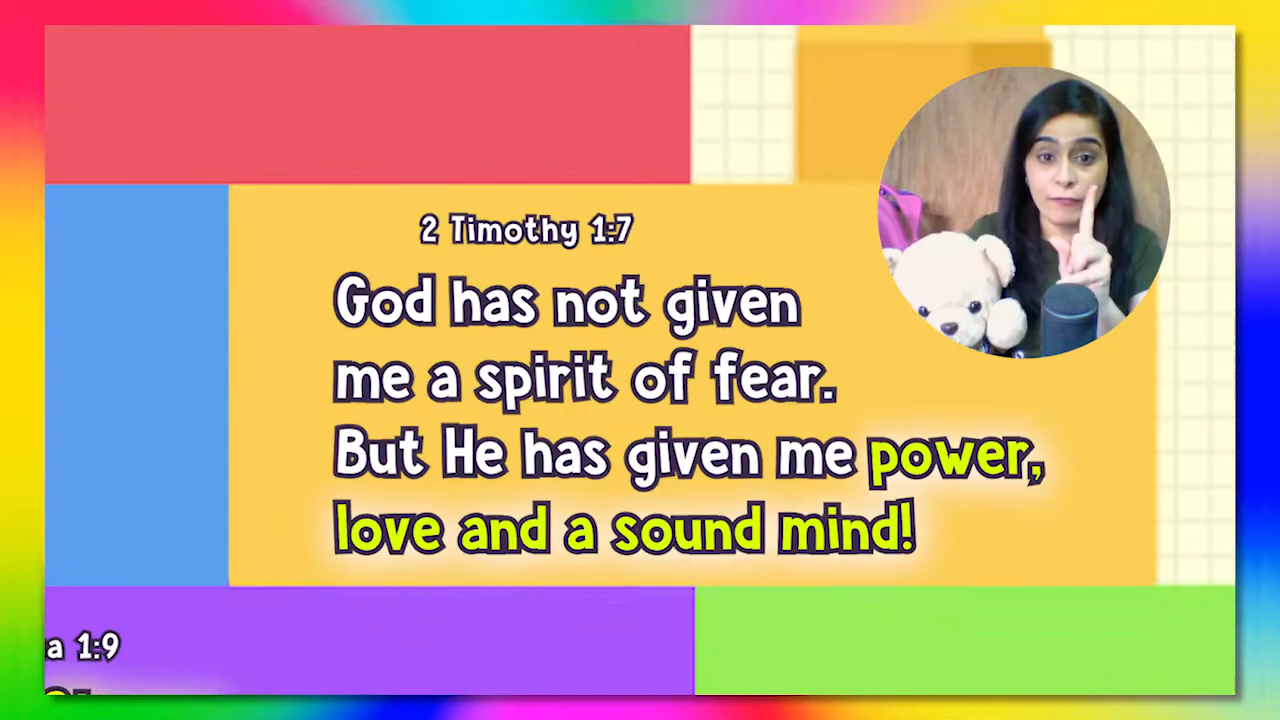 2 Timothy 1:7
God has not given
me a spirit of fear.
But He has given me power,
love and a sound mind!
1:9